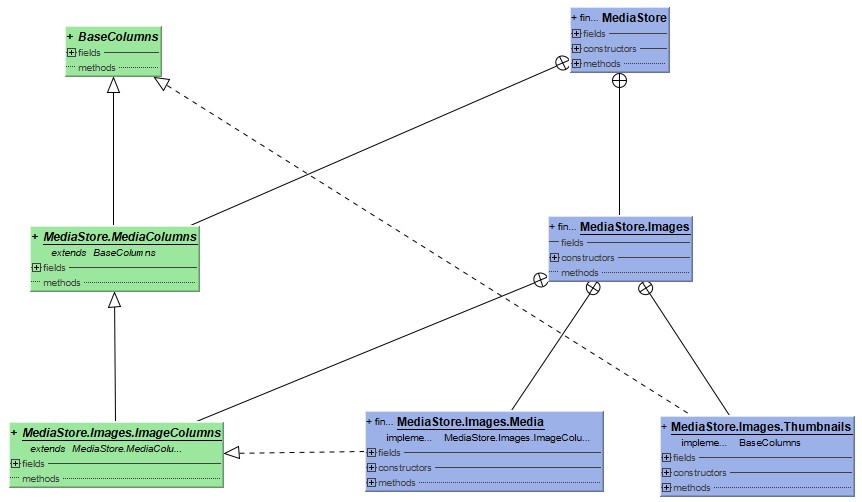 + BaseColumns
fields
methods
+ fin... MediaStore
fields
constructors
methods
+ MediaStore.MediaColumns
extends BaseColumns
fields
methods
+ fin... MediaStore.Images
fields
constructors
methods
+ MediaStore.Images.ImageColumns
extends MediaStore.MediaColu...
fields
methods
+ fin... MediaStore.Images.Media
impleme... MediaStore.Images.ImageColu...
fields
constructors
methods
+ MediaStore.Images.Thumbnails
impleme... BaseColumns
fields
constructors
methods